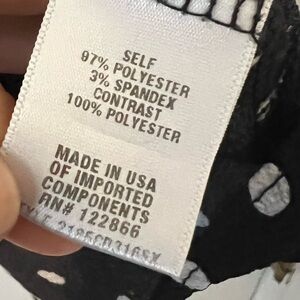 SELF
97% POLYESTER
3% SPANDEX
CONTRAST
100% POLYESTER
MADE IN USA
OF IMPORTED
COMPONENTS
RN# 122866